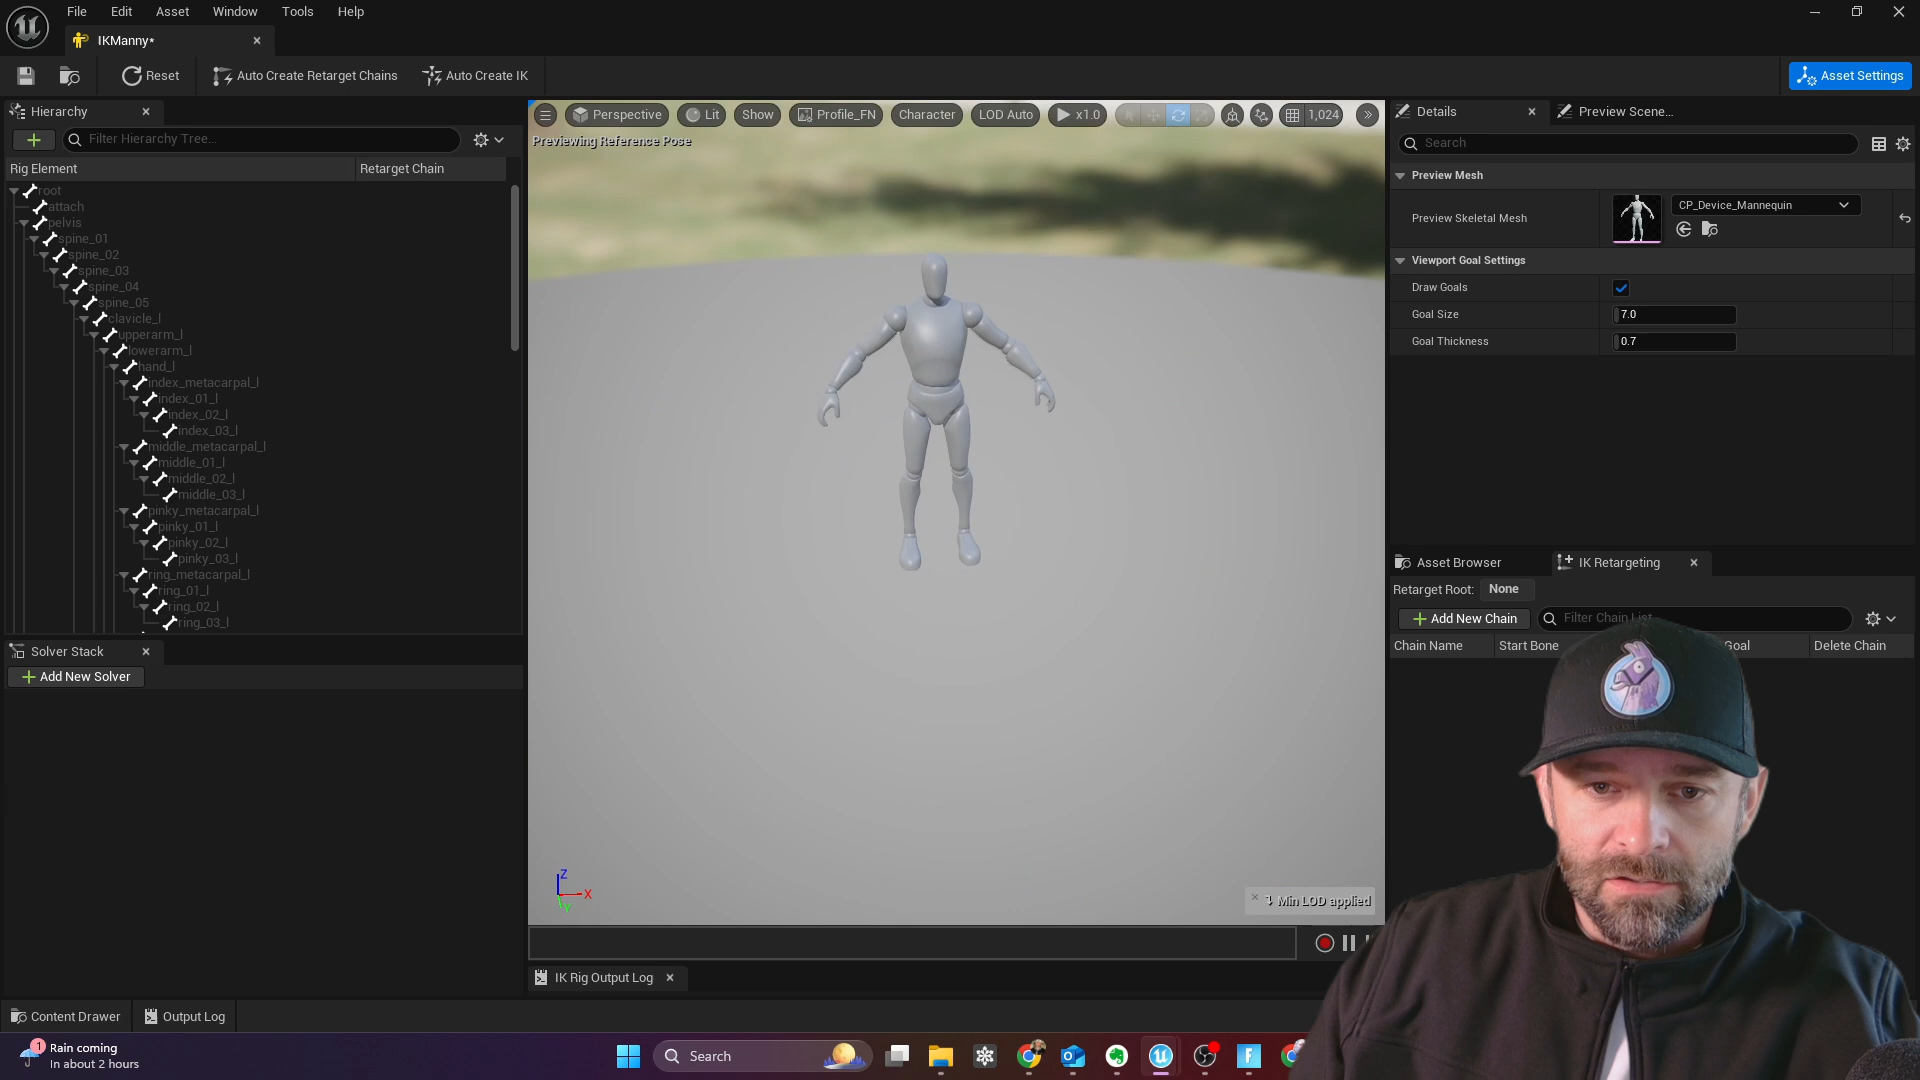 File Edit Asset Window Tools Help
IKManny*
Reset Auto Create Retarget Chains Auto Create IK Asset Settings
Hierarchy
Filter Hierarchy Tree...
Rig Element Retarget Chain
root
attach
pelvis
spine_01
spine_02
spine_03
spine_04
spine_05
clavicle_l
upperarm_l
lowerarm_l
hand_l
index_metacarpal_l
index_01_l
index_02_l
index_03_l
middle_metacarpal_l
middle_01_l
middle_02_l
middle_03_l
pinky_metacarpal_l
pinky_01_l
pinky_02_l
pinky_03_l
ring_metacarpal_l
ring_01_l
ring_02_l
ring_03_l
Solver Stack
Add New Solver
Perspective Lit Show Profile_FN Character LOD Auto x1.0 1,024
Previewing Reference Pose
Z
X
Y
Min LOD applied
IK Rig Output Log
Details Preview Scene...
Search
Preview Mesh
Preview Skeletal Mesh CP_Device_Mannequin
Viewport Goal Settings
Draw Goals
Goal Size 7.0
Goal Thickness 0.7
Asset Browser IK Retargeting
Retarget Root: None
Add New Chain Filter Chain List
Chain Name Start Bone Goal Delete Chain
Content Drawer Output Log
1 Rain coming
In about 2 hours
Search